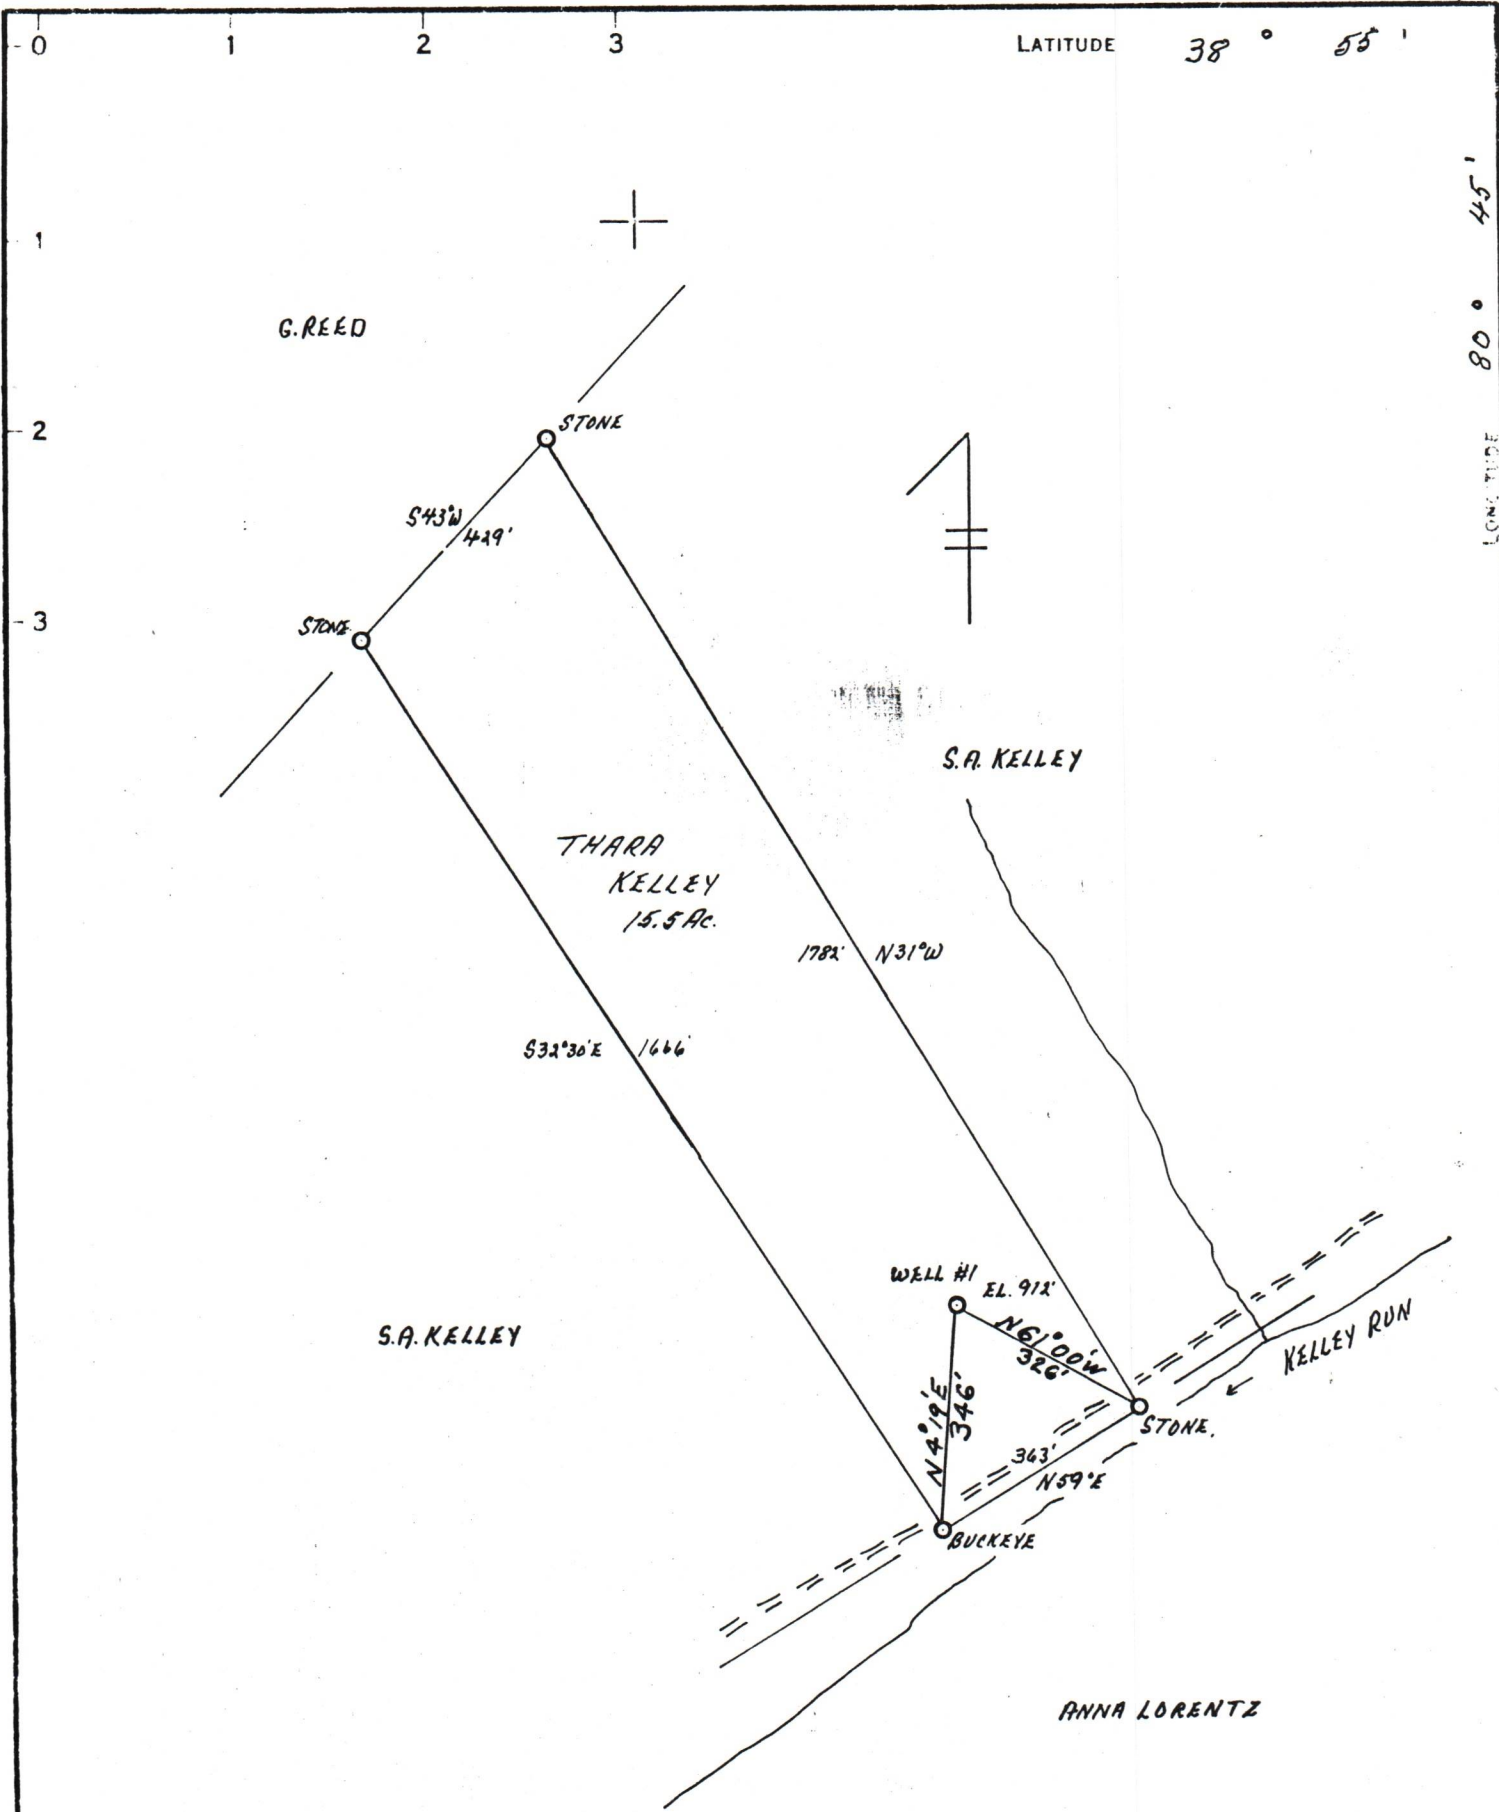 0 1 2 3 LATITUDE 38 ° 55 '
1
2
3
80 ° 45 '
LONGITUDE
G. REED
STONE
S43°W
429'
STONE
S.A. KELLEY
THARA
KELLEY
15.5 AC.
1782' N31°W
S32°30'E 1666'
WELL #1
EL. 912'
N61°00'W
326'
S.A. KELLEY
KELLEY RUN
N4°19'E
346'
STONE.
363'
N59°E
BUCKEYE
ANNA LORENTZ